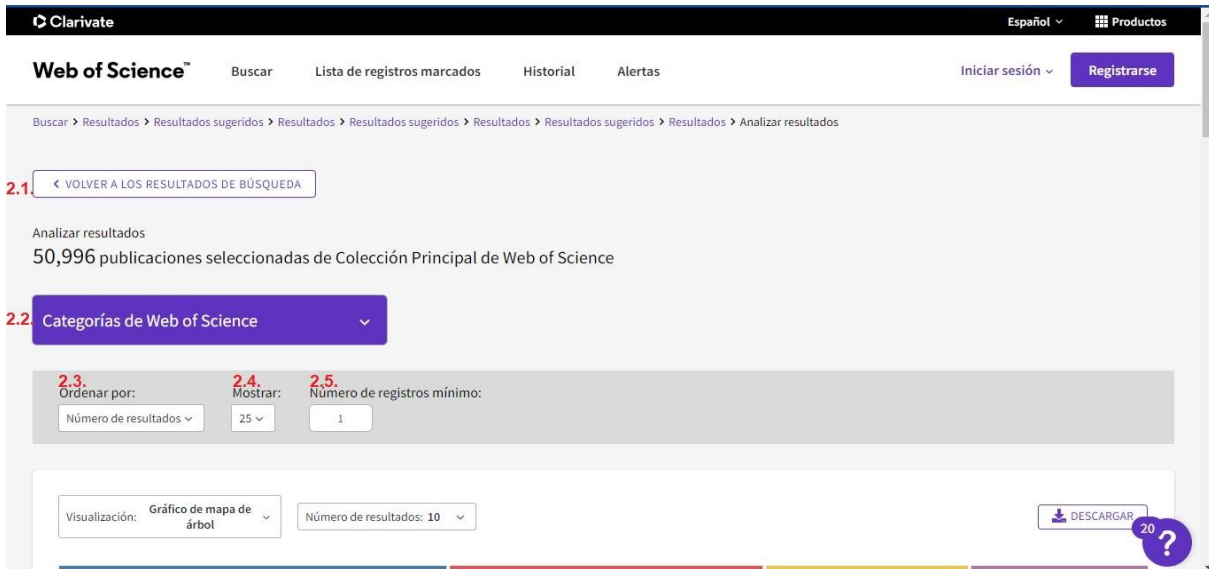 Clarivate Español Productos
Web of Science™ Buscar Lista de registros marcados Historial Alertas Iniciar sesión Registrarse
Buscar > Resultados > Resultados sugeridos > Resultados > Resultados sugeridos > Resultados > Resultados sugeridos > Resultados > Analizar resultados
2.1. < VOLVER A LOS RESULTADOS DE BÚSQUEDA
Analizar resultados
50,996 publicaciones seleccionadas de Colección Principal de Web of Science
2.2. Categorías de Web of Science
2.3. 2.4. 2.5.
Ordenar por: Mostrar: Número de registros mínimo:
Número de resultados 25 1
Visualización: Gráfico de mapa de árbol Número de resultados: 10 DESCARGAR
20 ?